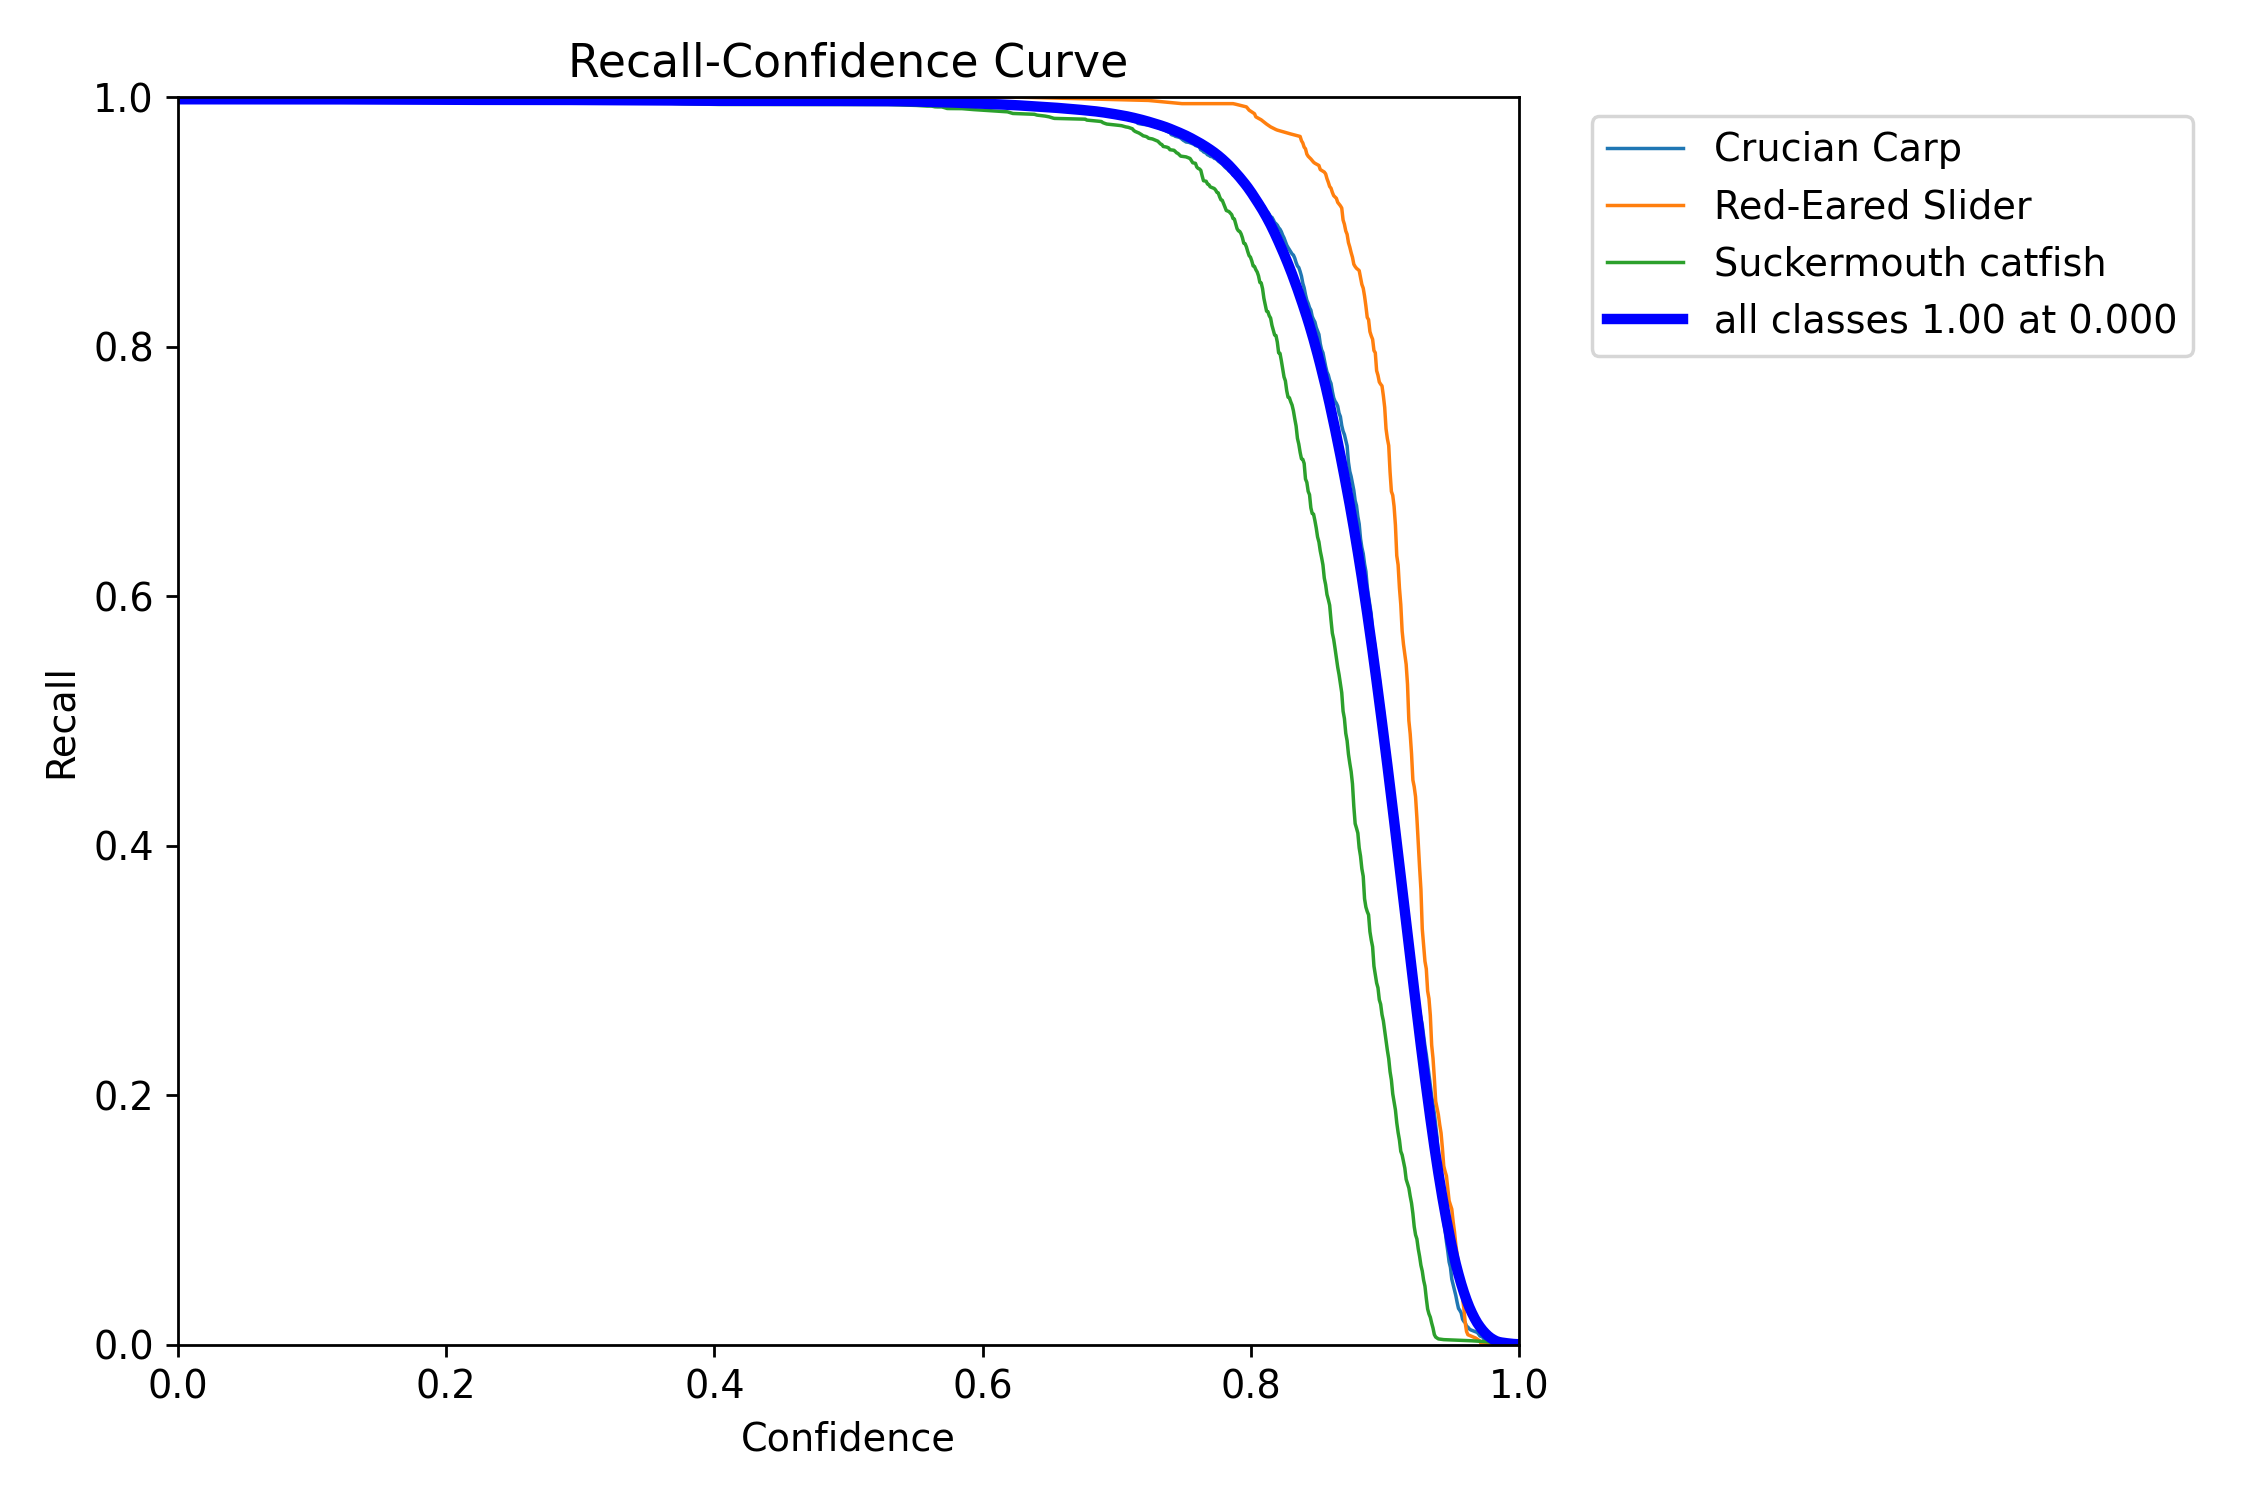 Recall-Confidence Curve
1.0
0.8
0.6
0.4
0.2
0.0
Recall
0.0 0.2 0.4 0.6 0.8 1.0
Confidence
Crucian Carp
Red-Eared Slider
Suckermouth catfish
all classes 1.00 at 0.000